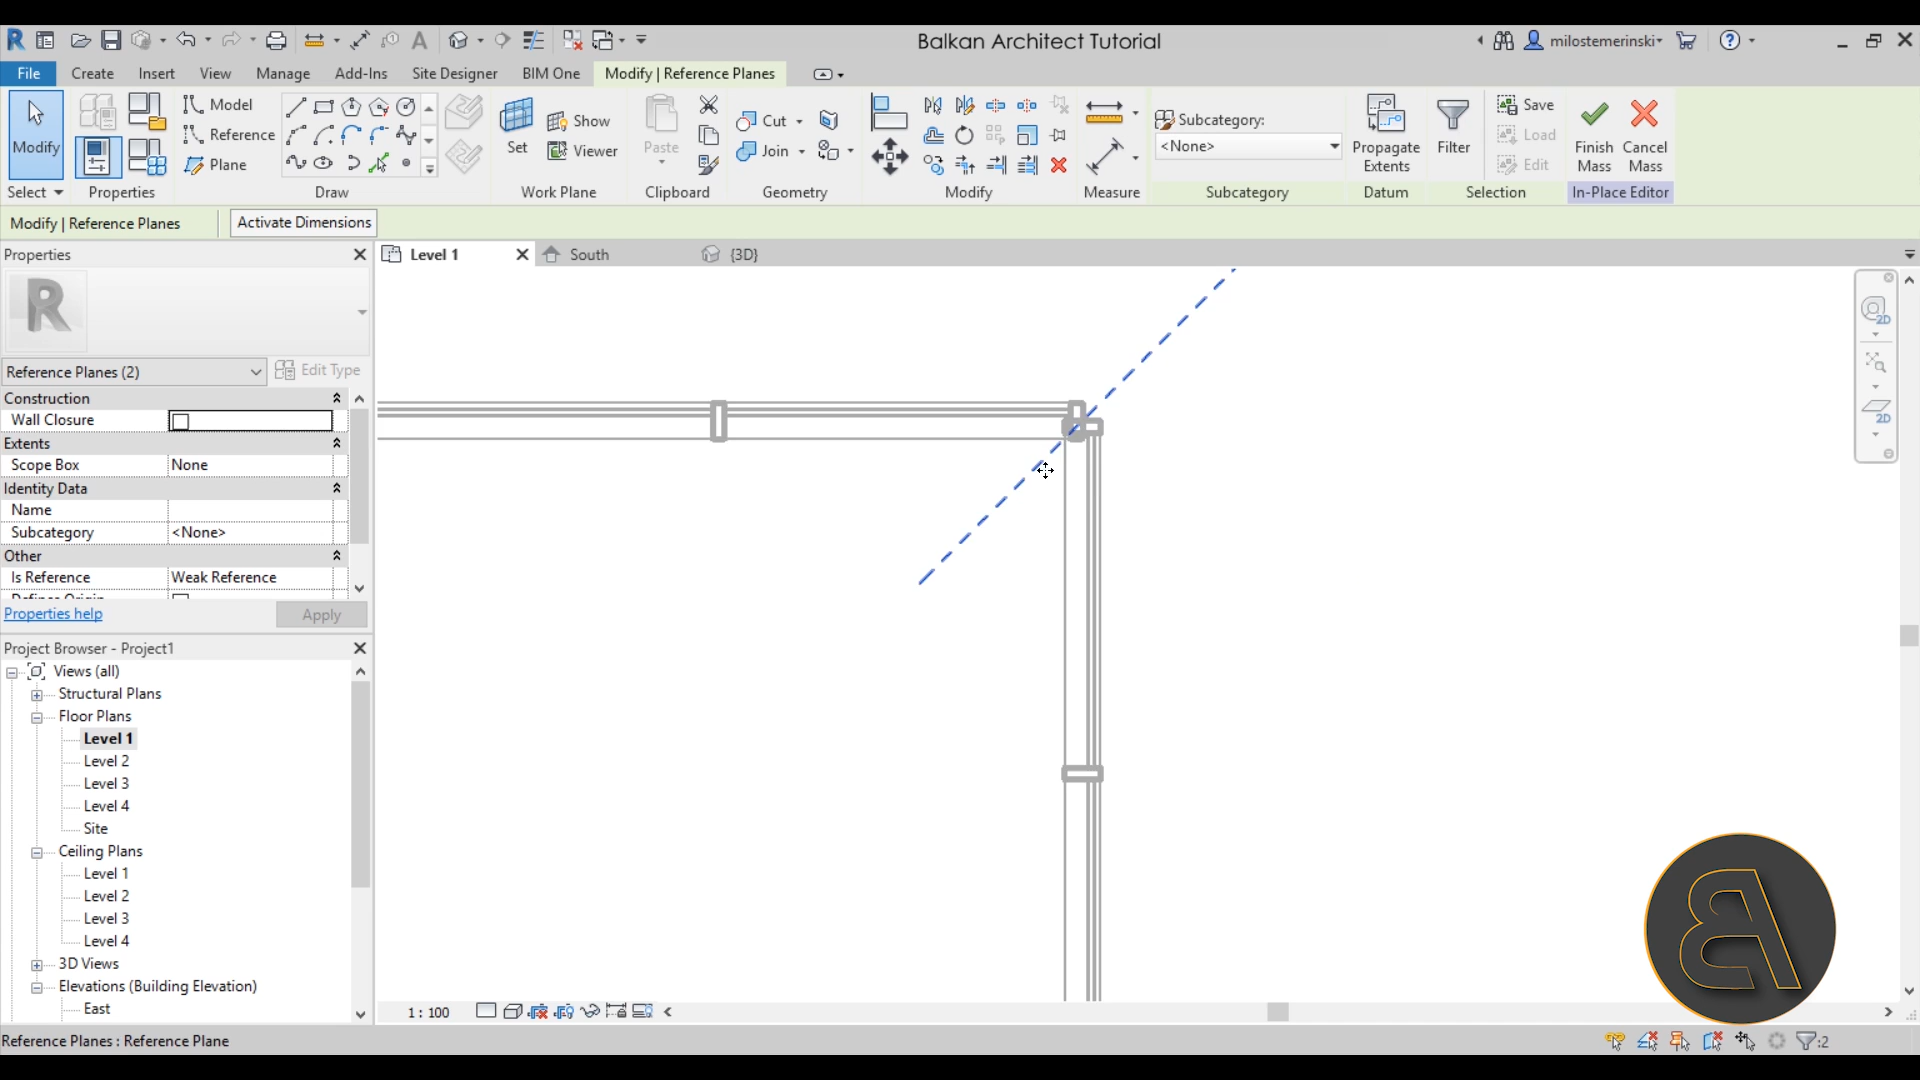 Balkan Architect Tutorial
milostemerinski
File Create Insert View Manage Add-Ins Site Designer BIM One Modify | Reference Planes
Modify
Model
Reference
Plane
Set
Show
Viewer
Paste
Cut
Join
Subcategory:
<None>
Propagate Extents
Filter
Save
Load
Edit
Finish Mass
Cancel Mass
Select Properties Draw Work Plane Clipboard Geometry Modify Measure Subcategory Datum Selection In-Place Editor
Modify | Reference Planes Activate Dimensions
Properties
Level 1 South {3D}
R
Reference Planes (2) Edit Type
Construction
Wall Closure
Extents
Scope Box None
Identity Data
Name
Subcategory <None>
Other
Is Reference Weak Reference
Defines Origin
Properties help Apply
Project Browser - Project1
Views (all)
Structural Plans
Floor Plans
Level 1
Level 2
Level 3
Level 4
Site
Ceiling Plans
Level 1
Level 2
Level 3
Level 4
3D Views
Elevations (Building Elevation)
East
2D
2D
1 : 100
Reference Planes : Reference Plane
:2